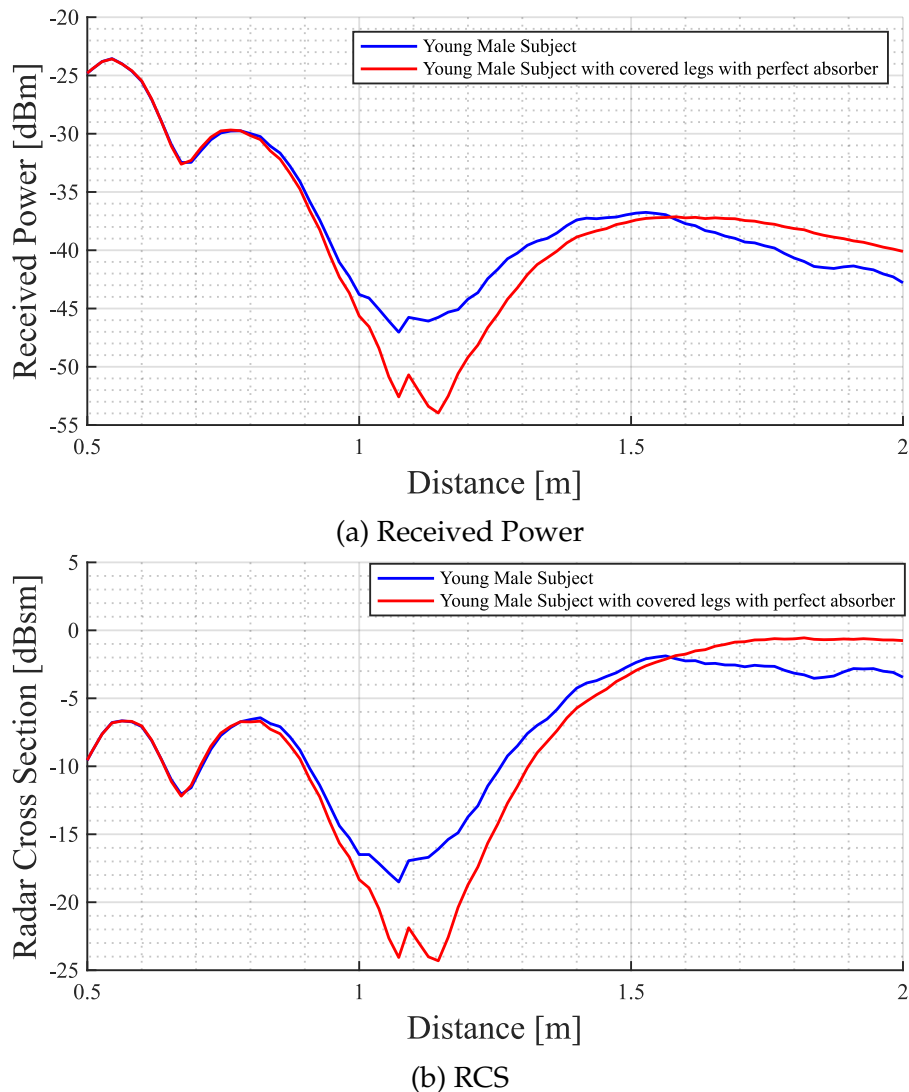 -20
-25
-30
-35
-40
-45
-50
-55
Received Power [dBm]
Young Male Subject
Young Male Subject with covered legs with perfect absorber
0.5 1 1.5 2
Distance [m]
(a) Received Power
5
0
-5
-10
-15
-20
-25
Radar Cross Section [dBsm]
Young Male Subject
Young Male Subject with covered legs with perfect absorber
0.5 1 1.5 2
Distance [m]
(b) RCS